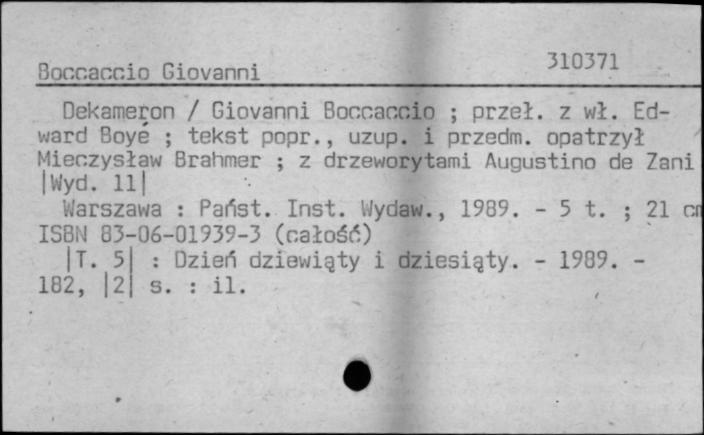 310371
Boccaccio Giovanni
Dekameron / Giovanni Boccaccio ; przeł. z wł. Ed-
ward Boyé ; tekst popr., uzup. i przedm. opatrzył
Mieczysław Brahmer ; z drzeworytami Augustino de Zani
|Wyd. 11|
Warszawa : Państ. Inst. Wydaw., 1989. - 5 t. ; 21 cm
ISBN 83-06-01939-3 (całość)
|T. 5| : Dzień dziewiąty i dziesiąty. - 1989. -
182, |2| s. : il.